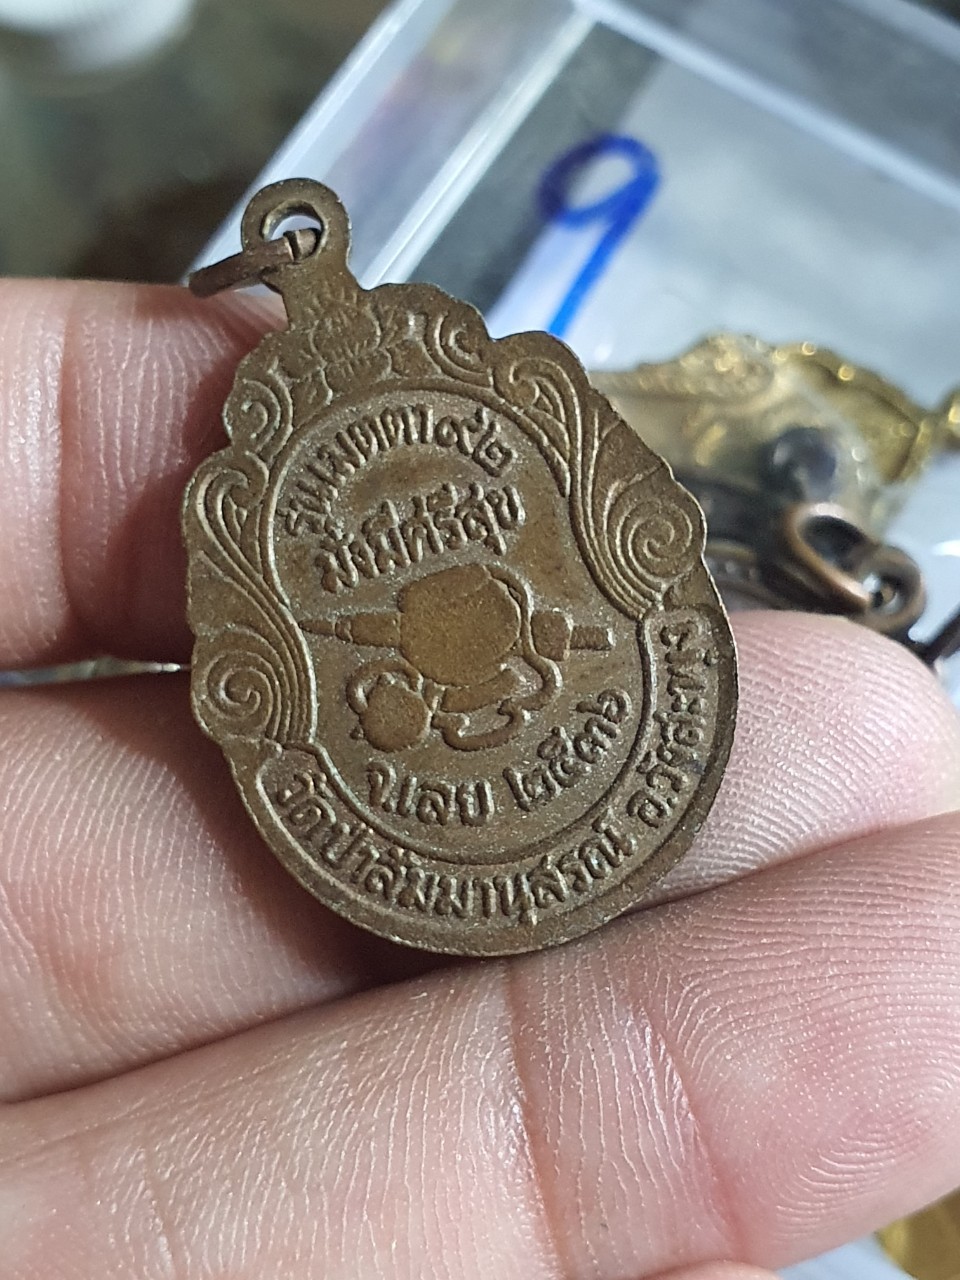 รุ่นเมตตา ๙๒
มั่งมีศรีสุข
จ.เลย ๒๕๓๖
วัดป่าสัมมานุสรณ์ อ.วังสะพุง
๑